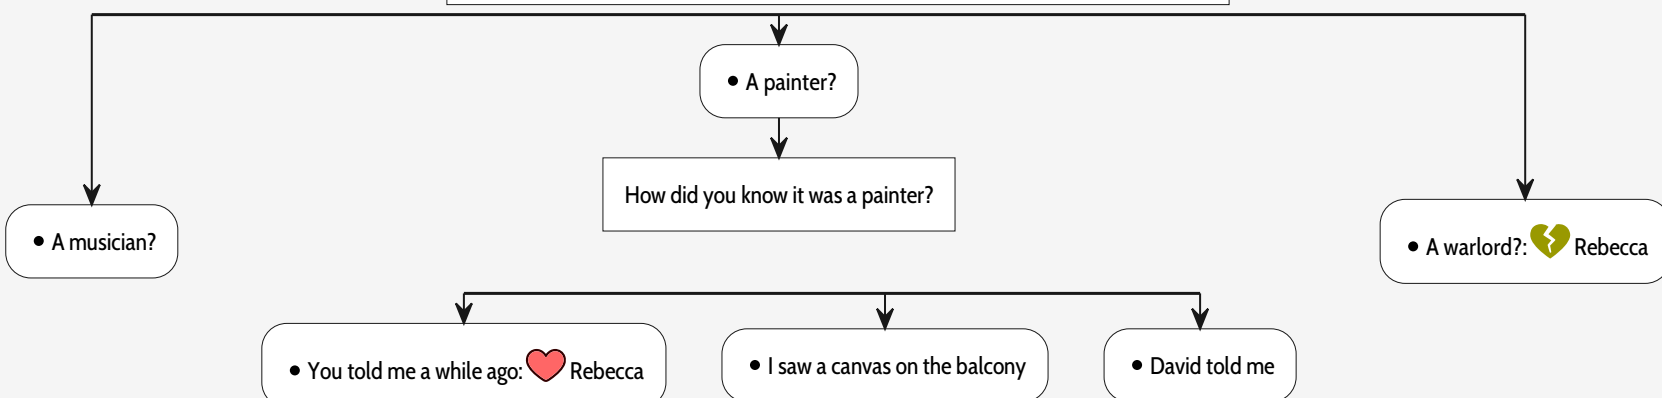 • A painter?
How did you know it was a painter?
• A musician?
• A warlord?: Rebecca
• You told me a while ago: Rebecca
• I saw a canvas on the balcony
• David told me